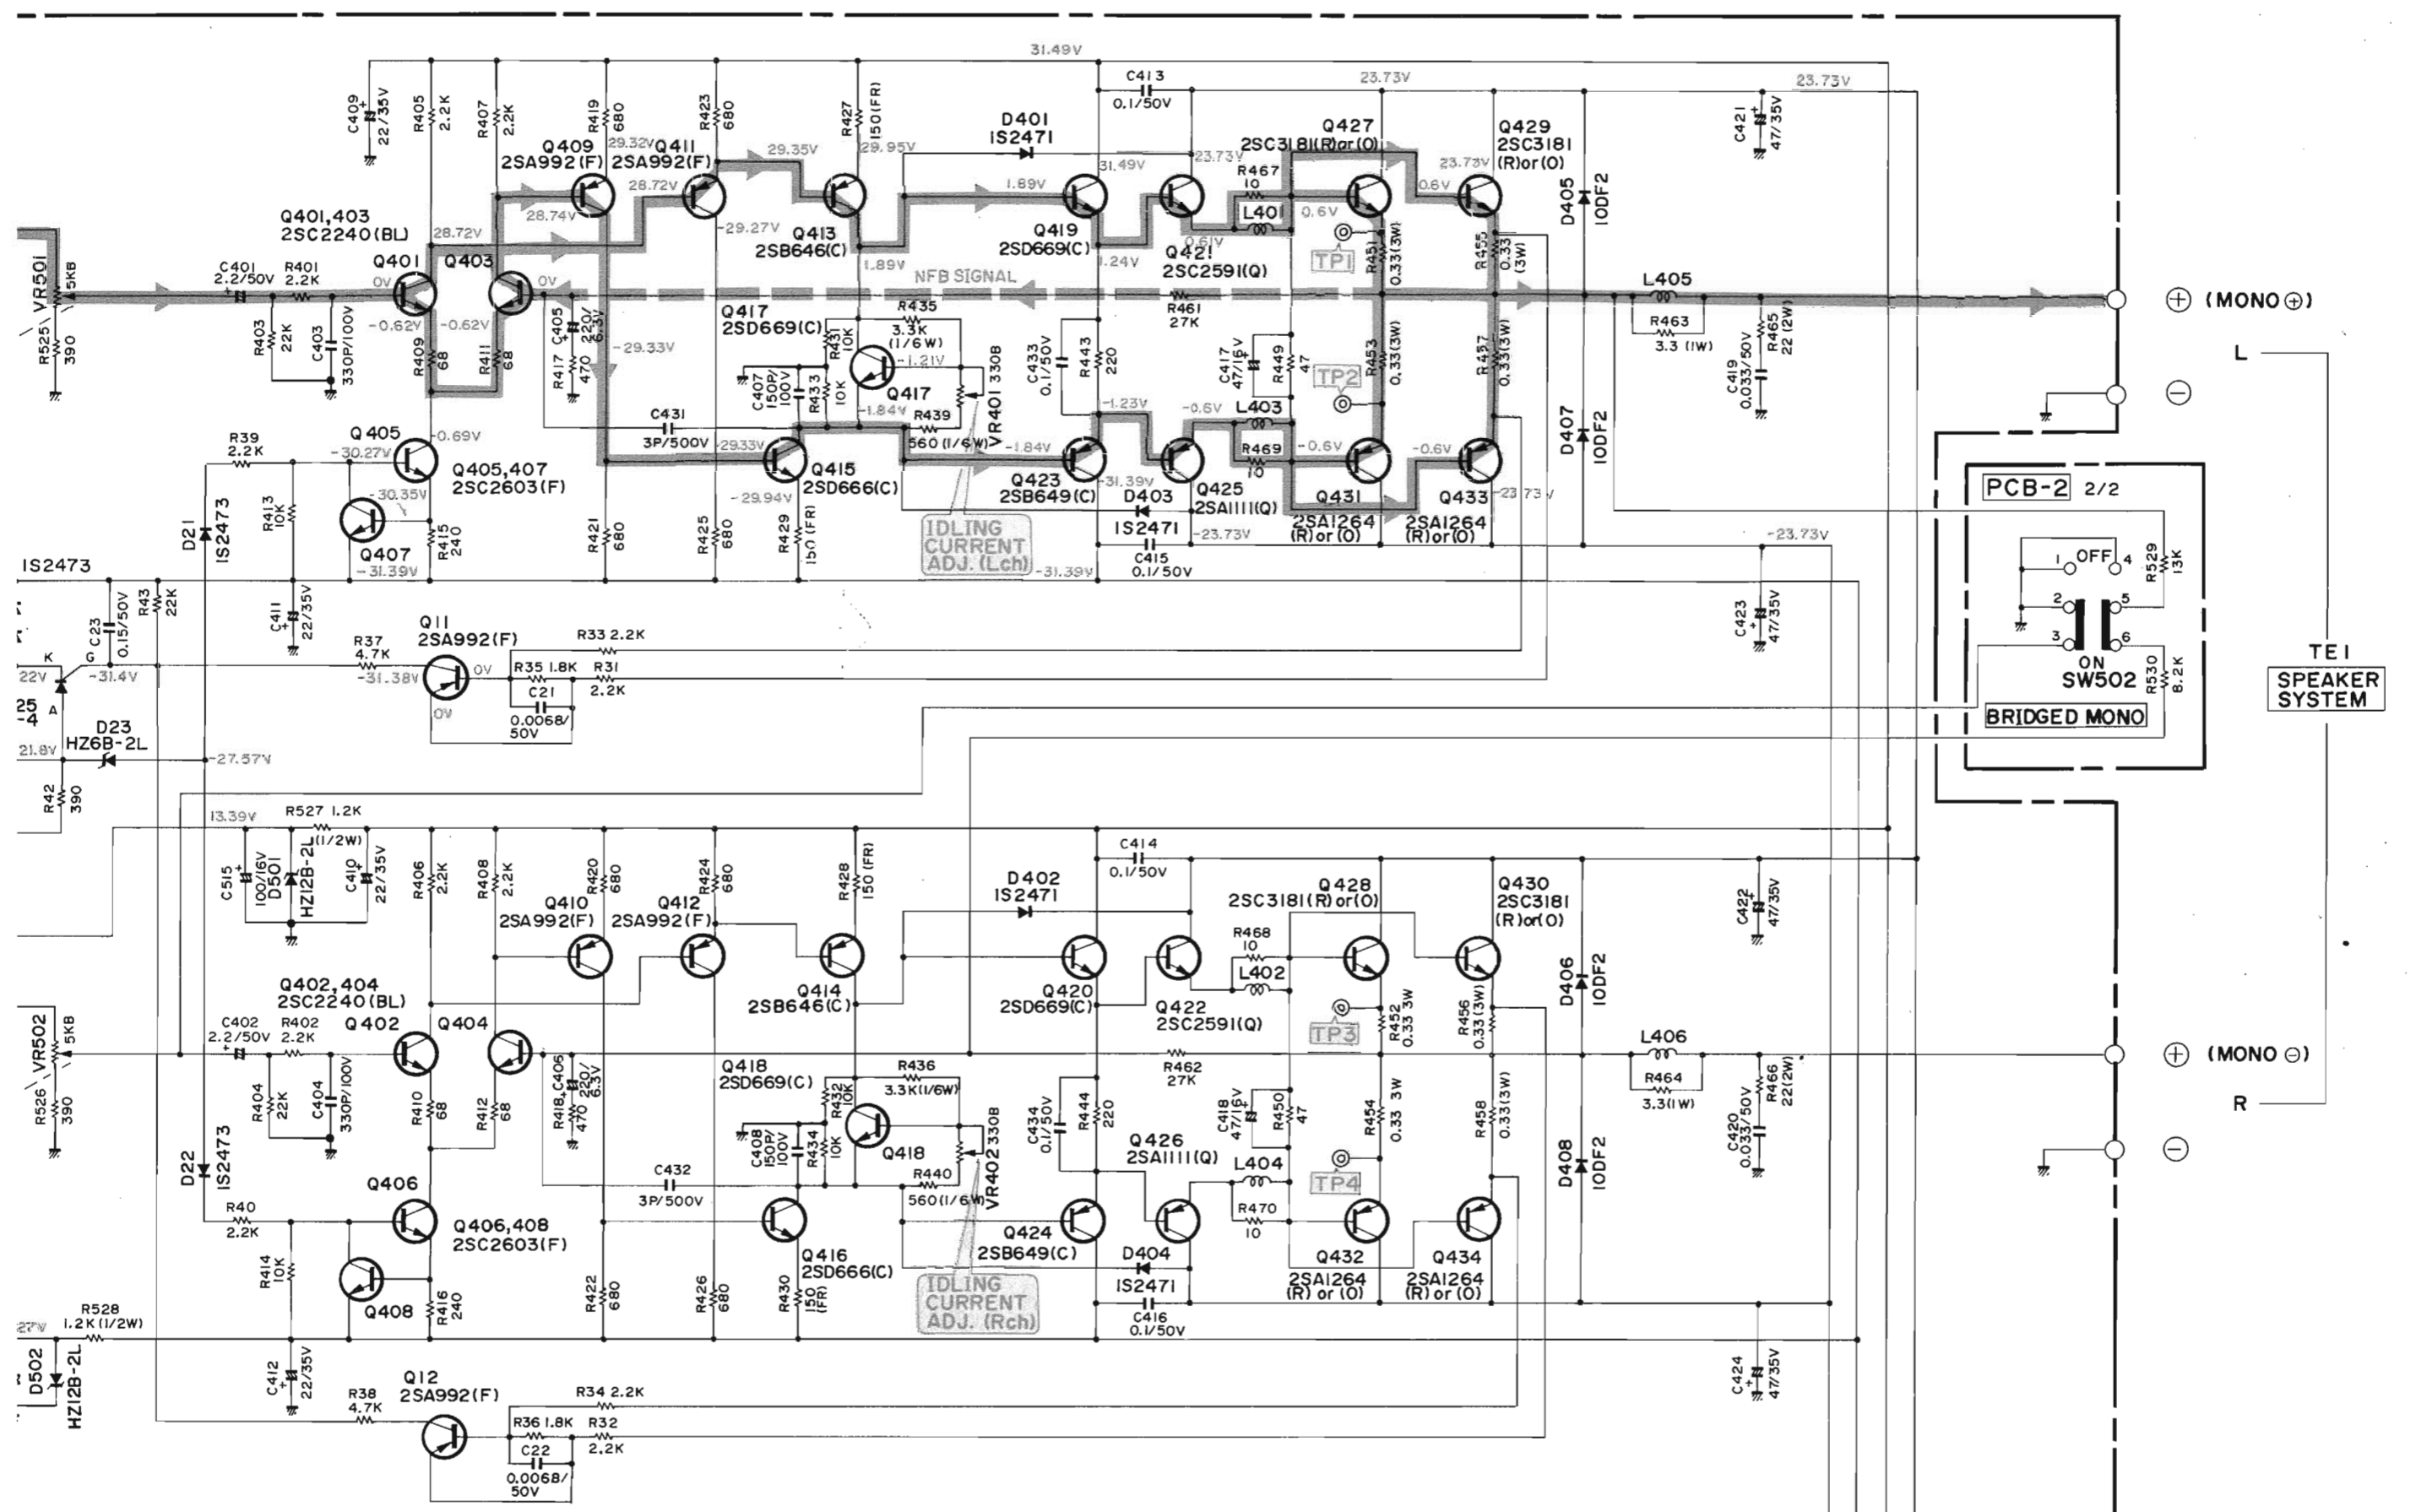 31.49V
C409
22/35V
R405
2.2K
R407
2.2K
R419
680
R423
680
R427
150(FR)
C413
0.1/50V
23.73V
23.73V
C421
47/35V
Q409
2SA992(F)
29.32V
Q411
2SA992(F)
29.35V
29.95V
D401
1S2471
31.49V
23.73V
Q427
2SC3181(R)or(O)
R467
10
L401
0.6V
Q429
2SC3181
(R)or(O)
23.73V
0.6V
D405
10DF2
Q401,403
2SC2240(BL)
28.72V
28.74V
28.72V
-29.27V
Q413
2SB646(C)
1.89V
1.89V
Q419
2SD669(C)
1.24V
0.61V
Q421
2SC2591(Q)
TP1
R451
0.33(3W)
R455
0.33
(3W)
VR501
5KB
R525
390
C401
2.2/50V
R401
2.2K
Q401
0V
Q403
0V
-0.62V
-0.62V
R403
22K
C403
330P/100V
R409
68
R411
68
C405
220/
6.3V
R417
470
-29.33V
NFB SIGNAL
R461
27K
L405
R463
3.3 (1W)
C419
0.033/50V
R465
22 (2W)
⊕ (MONO ⊕)
L
⊖
Q417
2SD669(C)
R431
10K
R435
3.3K
(1/6W)
-1.21V
C407
150P/
100V
R433
10K
Q417
-1.84V
R439
560(1/6W)
VR401 330B
C433
0.1/50V
R443
220
C417
47/16V
R449
47
TP2
R453
0.33(3W)
R457
0.33(3W)
C431
3P/500V
-29.33V
-1.23V
-0.6V
L403
R469
10
-0.6V
-0.6V
D407
10DF2
R39
2.2K
Q405
-0.69V
-30.27V
Q405,407
2SC2603(F)
-30.35V
Q415
2SD666(C)
-29.94V
-1.84V
Q423
2SB649(C)
-31.39V
D403
1S2471
Q425
2SA1111(Q)
-23.73V
Q431
2SA1264
(R)or(O)
Q433
2SA1264
(R)or(O)
-23.73V
-23.73V
D21
1S2473
R413
10K
R415
240
Q407
-31.39V
R421
680
R425
680
R429
150 (FR)
IDLING
CURRENT
ADJ. (Lch)
-31.39V
C415
0.1/50V
C423
47/35V
PCB-2 2/2
1 OFF 4
2 5
3 6
ON
SW502
R529
13K
R530
8.2K
BRIDGED MONO
TE1
SPEAKER
SYSTEM
1S2473
C23
0.15/50V
R43
22K
C411
22/35V
Q11
2SA992(F)
R37
4.7K
-31.38V
0V
0V
R33 2.2K
R35 1.8K
R31
2.2K
C21
0.0068/
50V
K
G
22V
-31.4V
25
-4
A
D23
HZ6B-2L
21.8V
-27.57V
R42
390
13.39V
R527 1.2K
(1/2W)
C515
100/16V
D501
HZ12B-2L
C410
22/35V
R406
2.2K
R408
2.2K
R420
680
R424
680
R428
150 (FR)
C414
0.1/50V
C422
47/35V
Q410
2SA992(F)
Q412
2SA992(F)
D402
1S2471
Q428
2SC3181(R)or(O)
R468
10
L402
Q430
2SC3181
(R)or(O)
D406
10DF2
Q402,404
2SC2240(BL)
Q414
2SB646(C)
Q420
2SD669(C)
Q422
2SC2591(Q)
TP3
R452
0.33 3W
R456
0.33(3W)
VR502
5KB
R526
390
C402
2.2/50V
R402
2.2K
Q402
Q404
R404
22K
C404
330P/100V
R410
68
R412
68
R418
470
C406
220/
6.3V
Q418
2SD669(C)
R432
10K
R436
3.3K(1/6W)
R462
27K
L406
R464
3.3(1W)
C420
0.033/50V
R466
22(2W)
⊕ (MONO ⊖)
R
⊖
C408
150P/
100V
R434
10K
Q418
R440
560(1/6W)
VR402 330B
C434
0.1/50V
R444
220
C418
47/16V
R450
47
R454
0.33 3W
R458
0.33(3W)
Q426
2SA1111(Q)
L404
TP4
R470
10
D408
10DF2
D22
1S2473
C432
3P/500V
R40
2.2K
Q406
Q406,408
2SC2603(F)
Q416
2SD666(C)
Q424
2SB649(C)
D404
1S2471
Q432
2SA1264
(R) or (O)
Q434
2SA1264
(R) or (O)
R414
10K
Q408
R416
240
R422
680
R426
680
R430
150
(FR)
IDLING
CURRENT
ADJ. (Rch)
C416
0.1/50V
R528
1.2K(1/2W)
27V
D502
HZ12B-2L
C412
22/35V
C424
47/35V
Q12
2SA992(F)
R38
4.7K
R34 2.2K
R36 1.8K
R32
2.2K
C22
0.0068/
50V